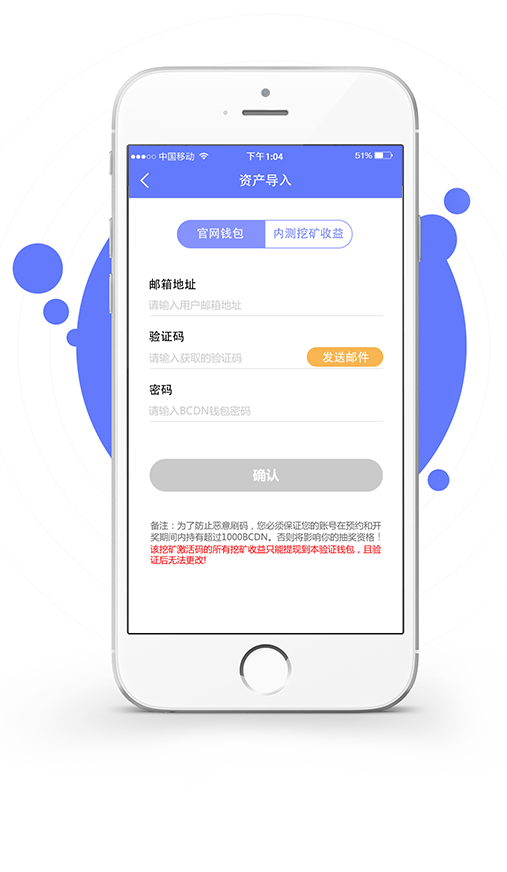 中国移动 下午1:04 51%
资产导入
官网钱包 内测挖矿收益
邮箱地址
请输入用户邮箱地址
验证码
请输入获取的验证码 发送邮件
密码
请输入BCDN钱包密码
确认
备注：为了防止恶意刷码，您必须保证您的账号在预约和开
奖期间内持有超过1000BCDN。否则将影响你的抽奖资格！
该挖矿激活码的所有挖矿收益只能提现到本验证钱包，且验
证后无法更改!